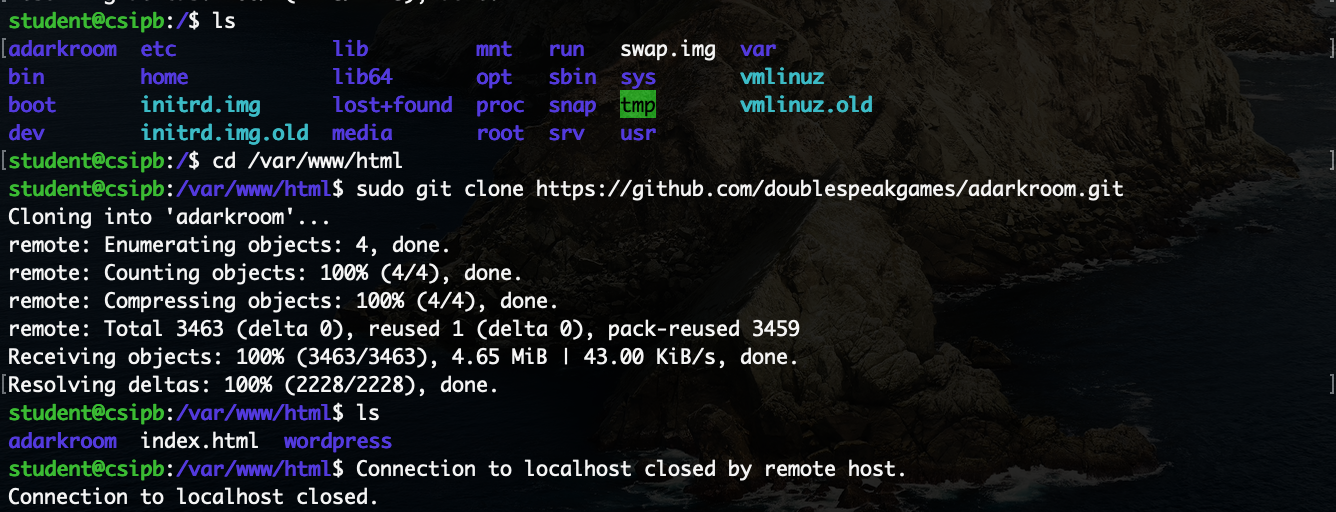 student@csipb:/$ ls
adarkroom etc lib mnt run swap.img var
bin home lib64 opt sbin sys vmlinuz
boot initrd.img lost+found proc snap tmp vmlinuz.old
dev initrd.img.old media root srv usr
student@csipb:/$ cd /var/www/html
student@csipb:/var/www/html$ sudo git clone https://github.com/doublespeakgames/adarkroom.git
Cloning into 'adarkroom'...
remote: Enumerating objects: 4, done.
remote: Counting objects: 100% (4/4), done.
remote: Compressing objects: 100% (4/4), done.
remote: Total 3463 (delta 0), reused 1 (delta 0), pack-reused 3459
Receiving objects: 100% (3463/3463), 4.65 MiB | 43.00 KiB/s, done.
Resolving deltas: 100% (2228/2228), done.
student@csipb:/var/www/html$ ls
adarkroom index.html wordpress
student@csipb:/var/www/html$ Connection to localhost closed by remote host.
Connection to localhost closed.